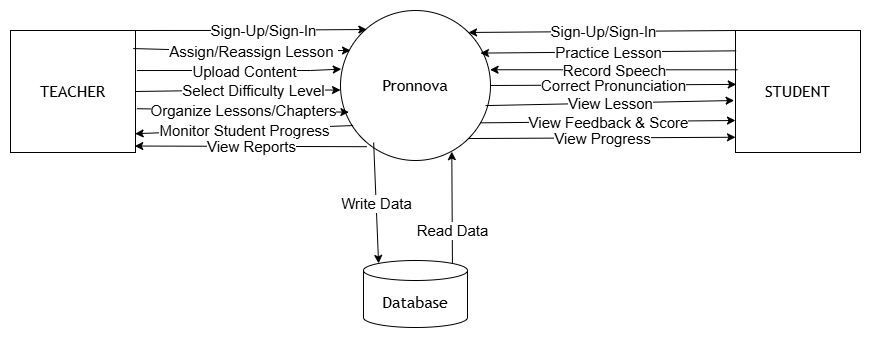 Sign-Up/Sign-In
Assign/Reassign Lesson
Upload Content
Select Difficulty Level
Organize Lessons/Chapters
Monitor Student Progress
View Reports
TEACHER
Pronnova
Sign-Up/Sign-In
Practice Lesson
Record Speech
Correct Pronunciation
View Lesson
View Feedback & Score
View Progress
STUDENT
Write Data
Read Data
Database